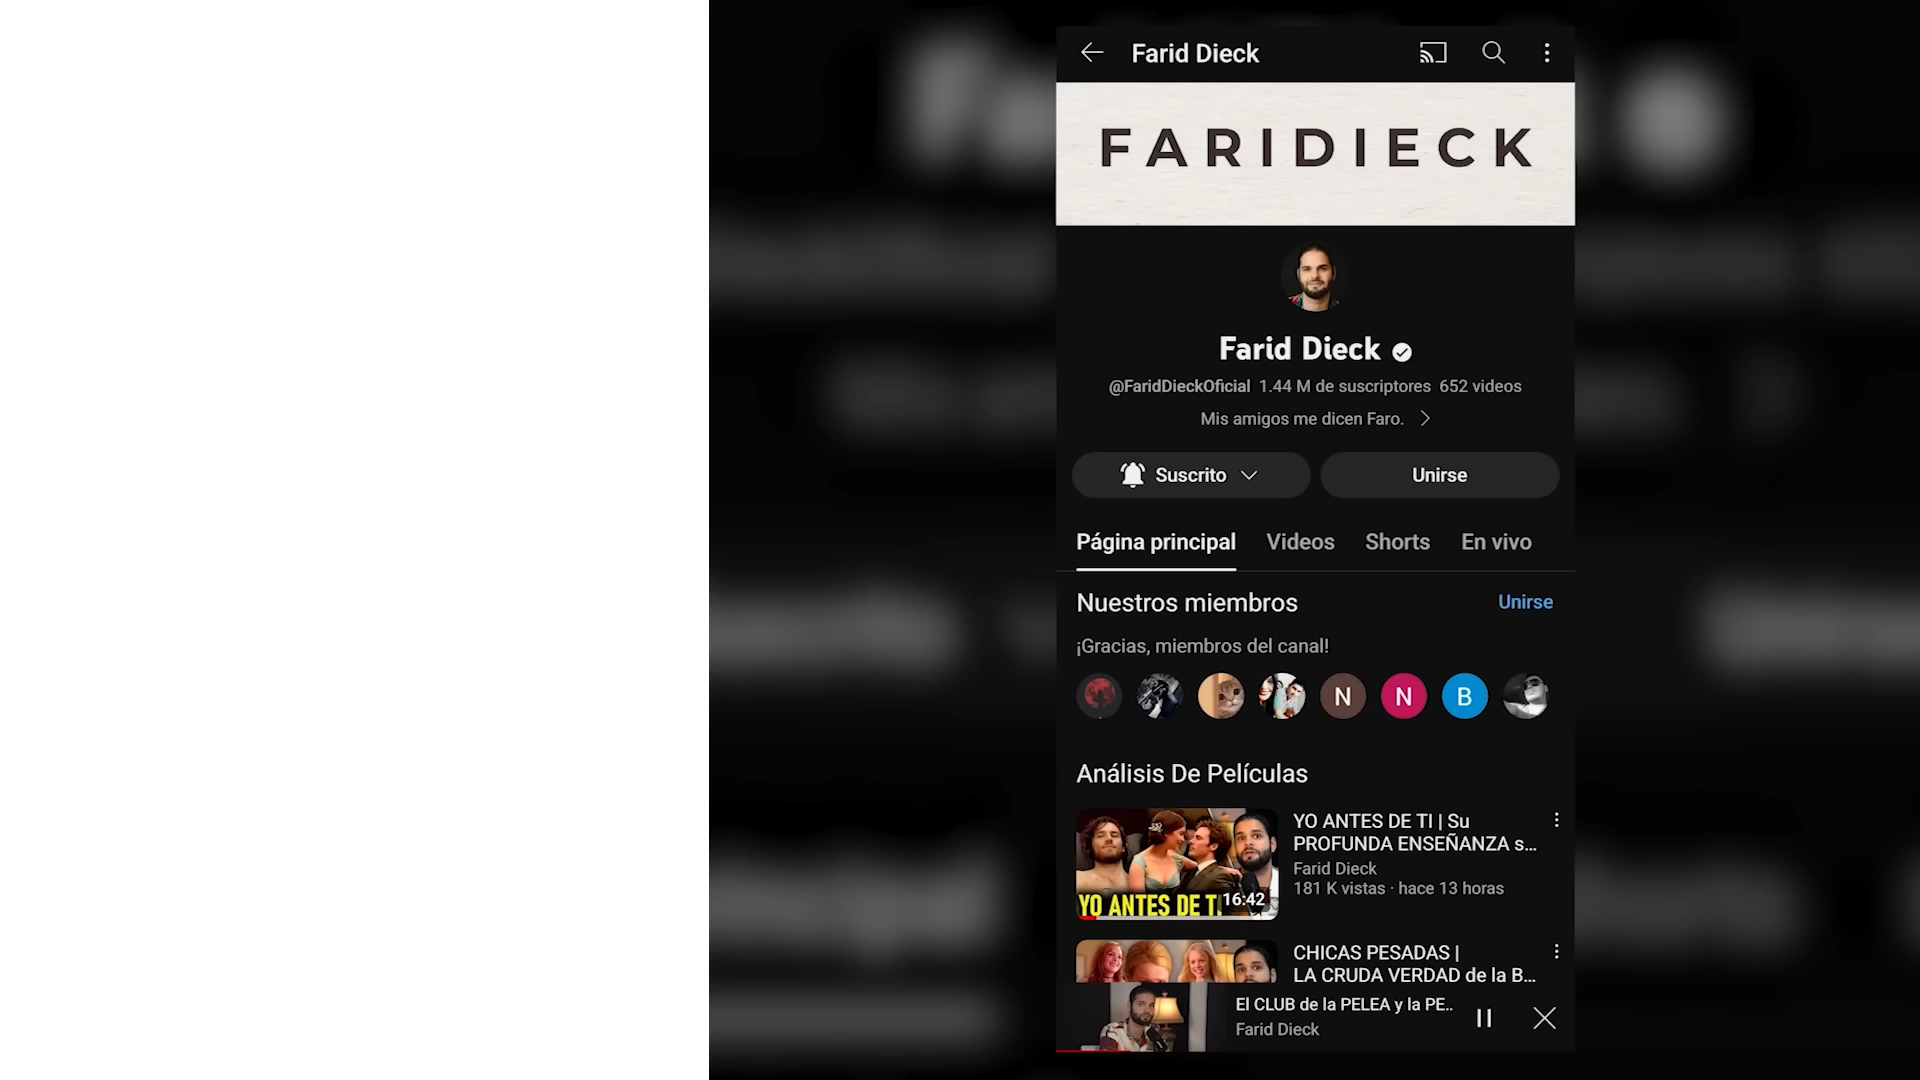 Farid Dieck
FARIDIECK
Farid Dieck
@FaridDieckOficial 1.44 M de suscriptores 652 videos
Mis amigos me dicen Faro.
Suscrito
Unirse
Página principal
Videos
Shorts
En vivo
Nuestros miembros
Unirse
¡Gracias, miembros del canal!
N
N
B
Análisis De Películas
YO ANTES DE TI | Su
PROFUNDA ENSEÑANZA s...
Farid Dieck
181 K vistas · hace 13 horas
YO ANTES DE TI
16:42
CHICAS PESADAS |
LA CRUDA VERDAD de la B...
El CLUB de la PELEA y la PE..
Farid Dieck